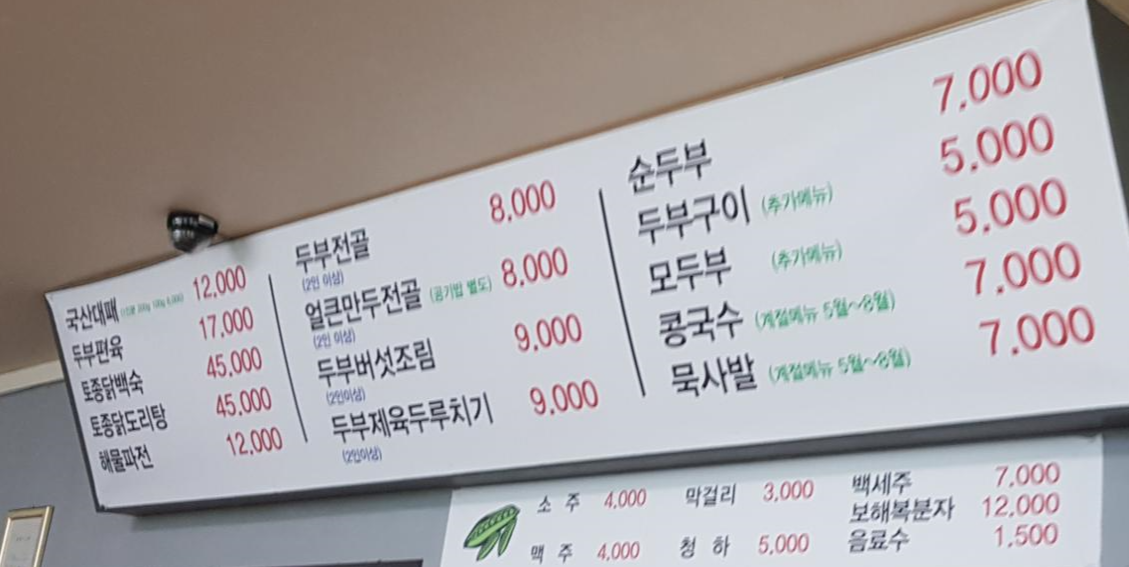 국산대패 12,000
두부편육 17,000
토종닭백숙 45,000
토종닭도리탕 45,000
해물파전 12,000
두부전골 8,000
(2인 이상)
얼큰만두전골 (공기밥 별도) 8,000
(2인 이상)
두부버섯조림 9,000
(2인이상)
두부제육두루치기 9,000
(2인이상)
순두부 7,000
두부구이 (추가메뉴) 5,000
모두부 (추가메뉴) 5,000
콩국수 (계절메뉴 5월~8월) 7,000
묵사발 (계절메뉴 5월~8월) 7,000
소 주 4,000
맥 주 4,000
막걸리 3,000
청 하 5,000
백세주 7,000
보해복분자 12,000
음료수 1,500